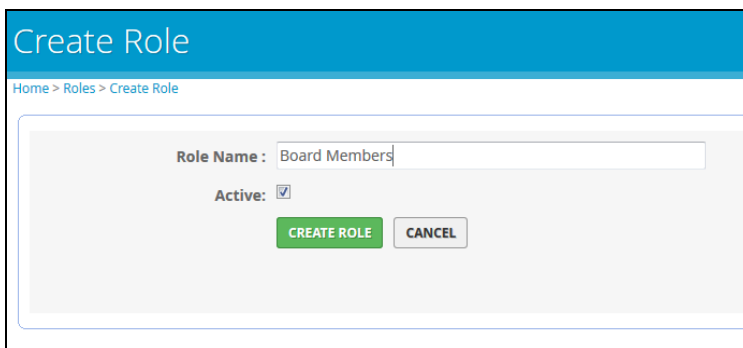 Create Role
Home > Roles > Create Role
Role Name : Board Members
Active:
CREATE ROLE CANCEL